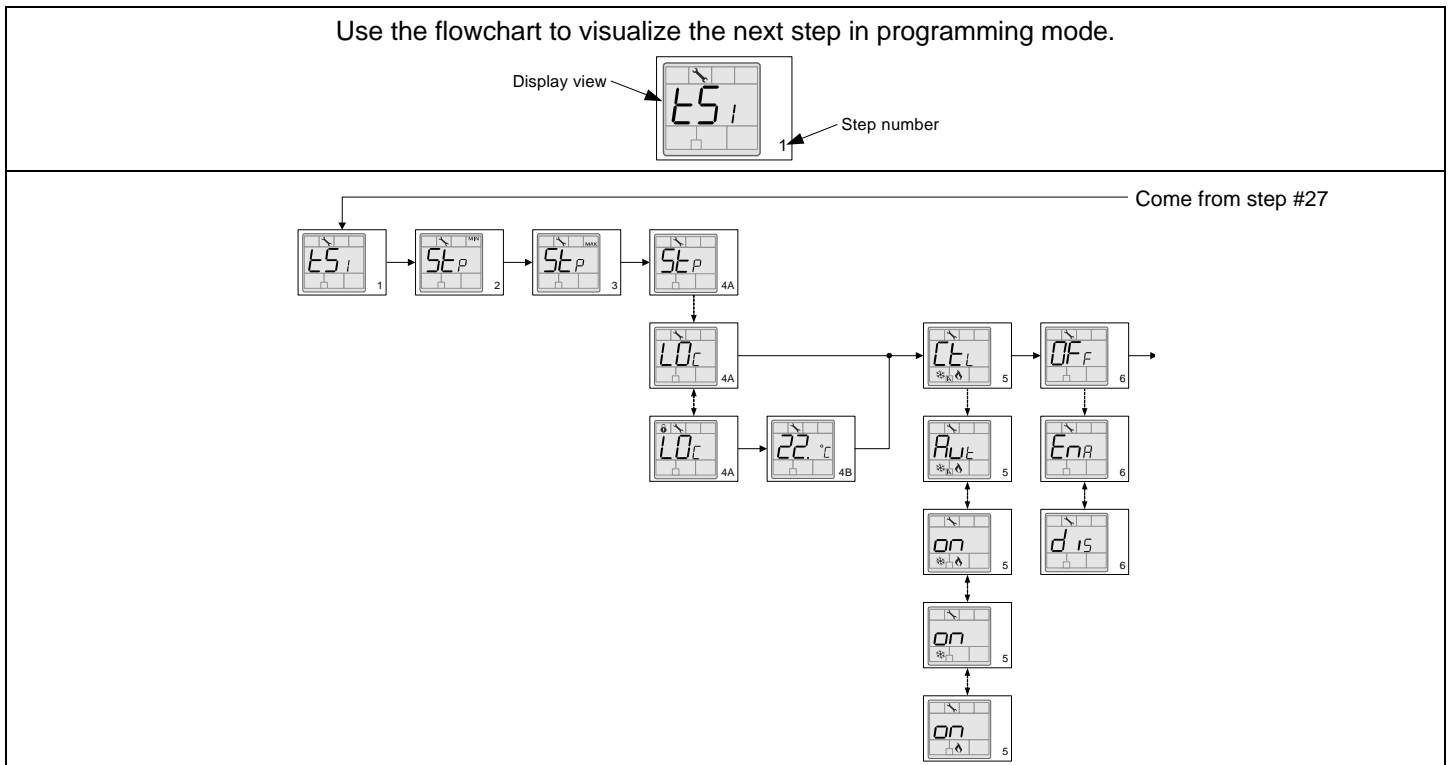 Use the flowchart to visualize the next step in programming mode.
Display view
tSi
Step number
1
Come from step #27
tSi
1
MIN
StP
2
MAX
StP
3
StP
4A
LOc
4A
CtL
A
5
OFF
6
LOc
4A
22. °C
4B
Aut
A
5
EnA
6
on
5
diS
6
on
5
on
5